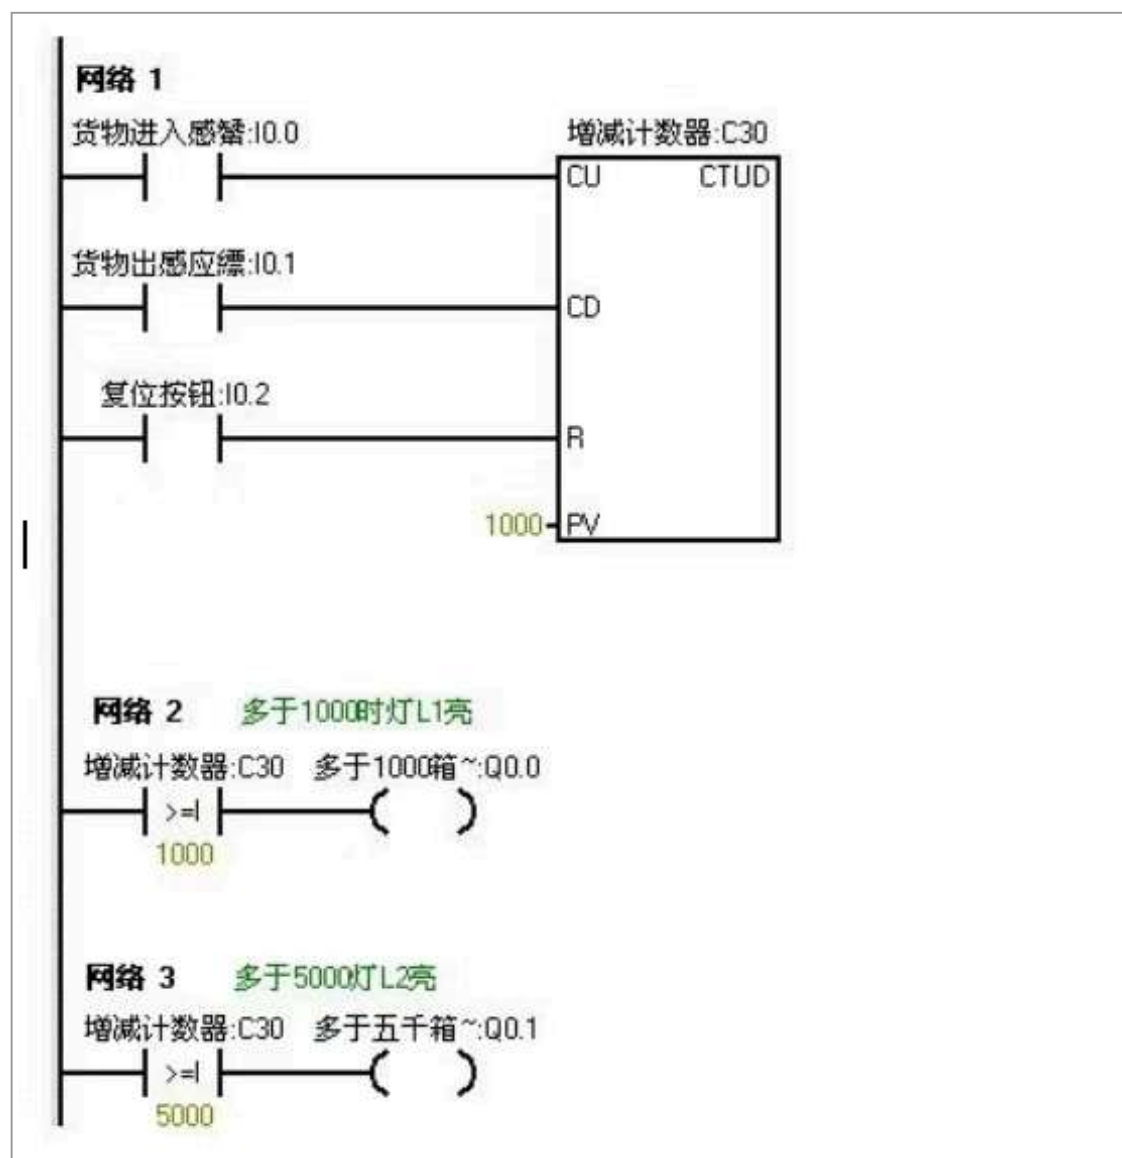 网络 1
货物进入感蟞:I0.0
增减计数器:C30
CU CTUD
货物出感应縹:I0.1
CD
复位按钮:I0.2
R
1000 PV
网络 2 多于1000时灯L1亮
增减计数器:C30 多于1000箱~:Q0.0
>=I
1000
网络 3 多于5000灯L2亮
增减计数器:C30 多于五千箱~:Q0.1
>=I
5000